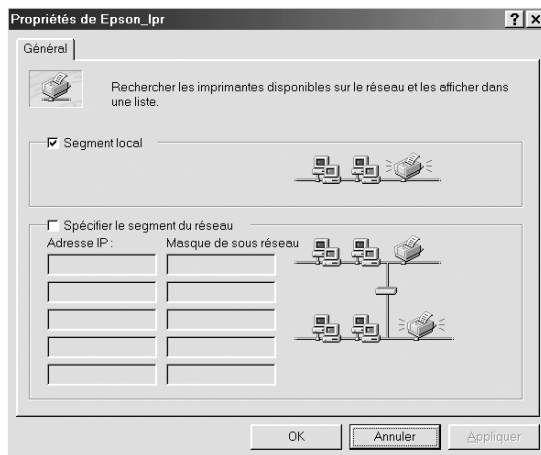 Propriétés de Epson_lpr
Général
Rechercher les imprimantes disponibles sur le réseau et les afficher dans
une liste.
Segment local
Spécifier le segment du réseau
Adresse IP :
Masque de sous réseau
OK
Annuler
Appliquer